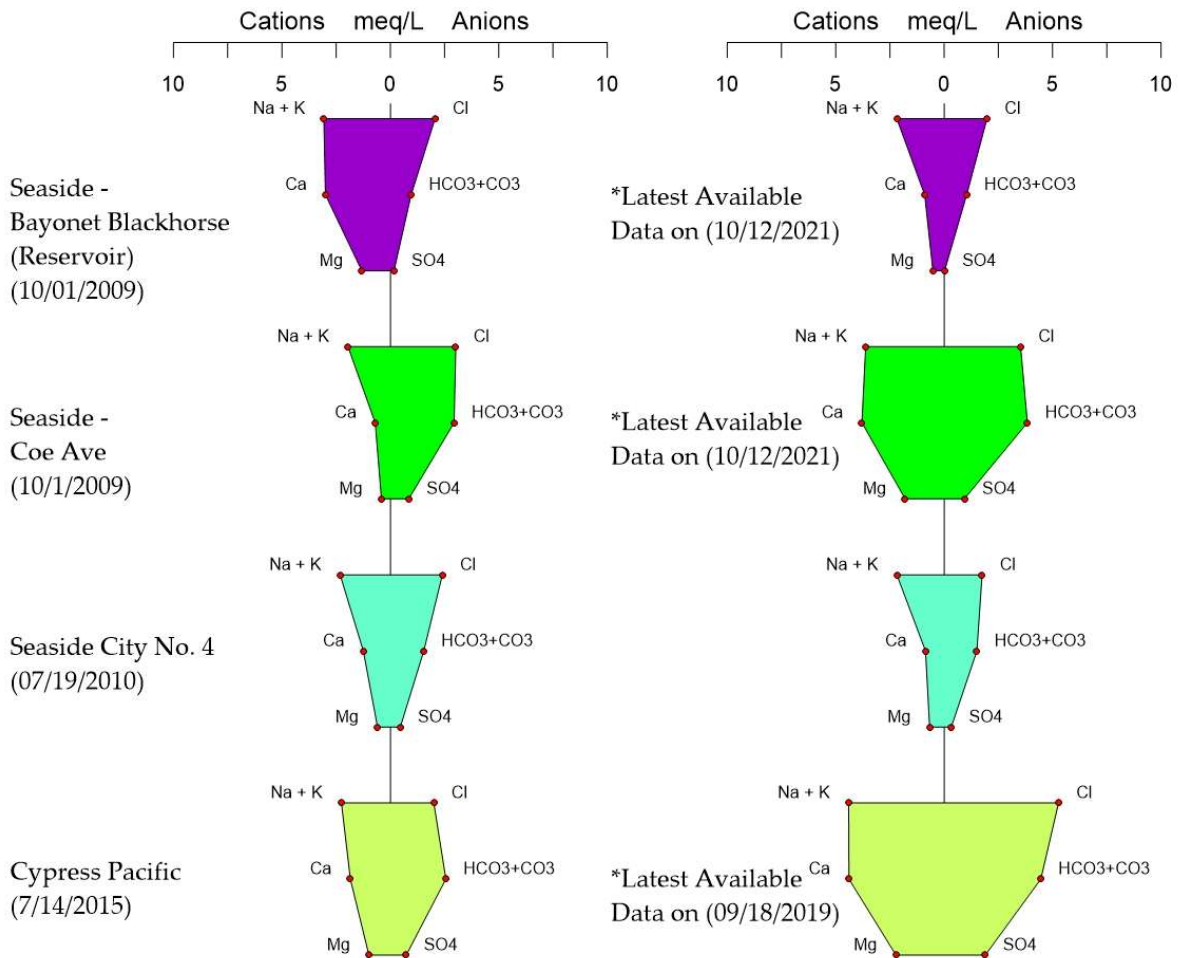 Cations meq/L Anions
10 5 0 5 10
Cations meq/L Anions
10 5 0 5 10
Seaside -
Bayonet Blackhorse
(Reservoir)
(10/01/2009)
Na + K Cl
Ca HCO3+CO3
Mg SO4
*Latest Available
Data on (10/12/2021)
Na + K Cl
Ca HCO3+CO3
Mg SO4
Seaside -
Coe Ave
(10/1/2009)
Na + K Cl
Ca HCO3+CO3
Mg SO4
*Latest Available
Data on (10/12/2021)
Na + K Cl
Ca HCO3+CO3
Mg SO4
Seaside City No. 4
(07/19/2010)
Na + K Cl
Ca HCO3+CO3
Mg SO4
Na + K Cl
Ca HCO3+CO3
Mg SO4
Cypress Pacific
(7/14/2015)
Na + K Cl
Ca HCO3+CO3
Mg SO4
*Latest Available
Data on (09/18/2019)
Na + K Cl
Ca HCO3+CO3
Mg SO4